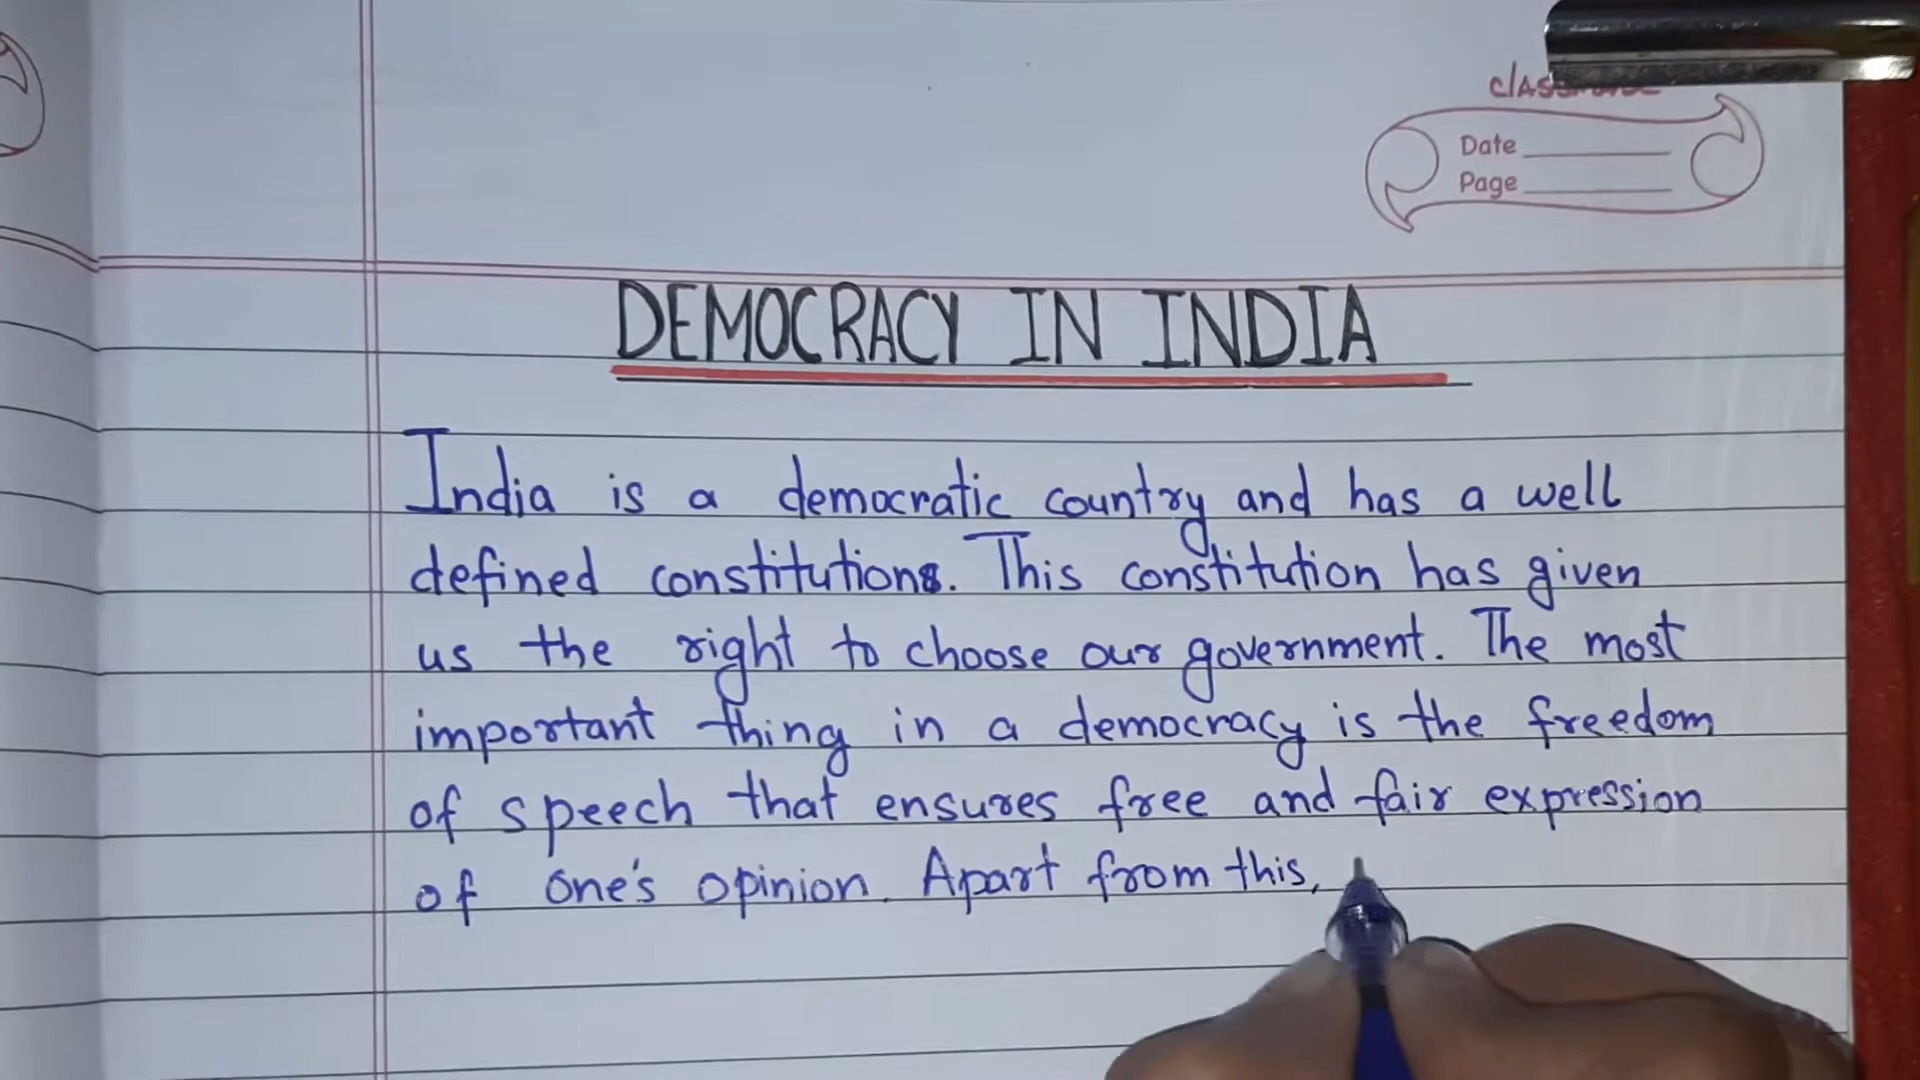 Date
Page
DEMOCRACY IN INDIA
India is a democratic country and has a well
defined constitutions. This constitution has given
us the right to choose our government. The most
important thing in a democracy is the freedom
of speech that ensures free and fair expression
of one's opinion. Apart from this,